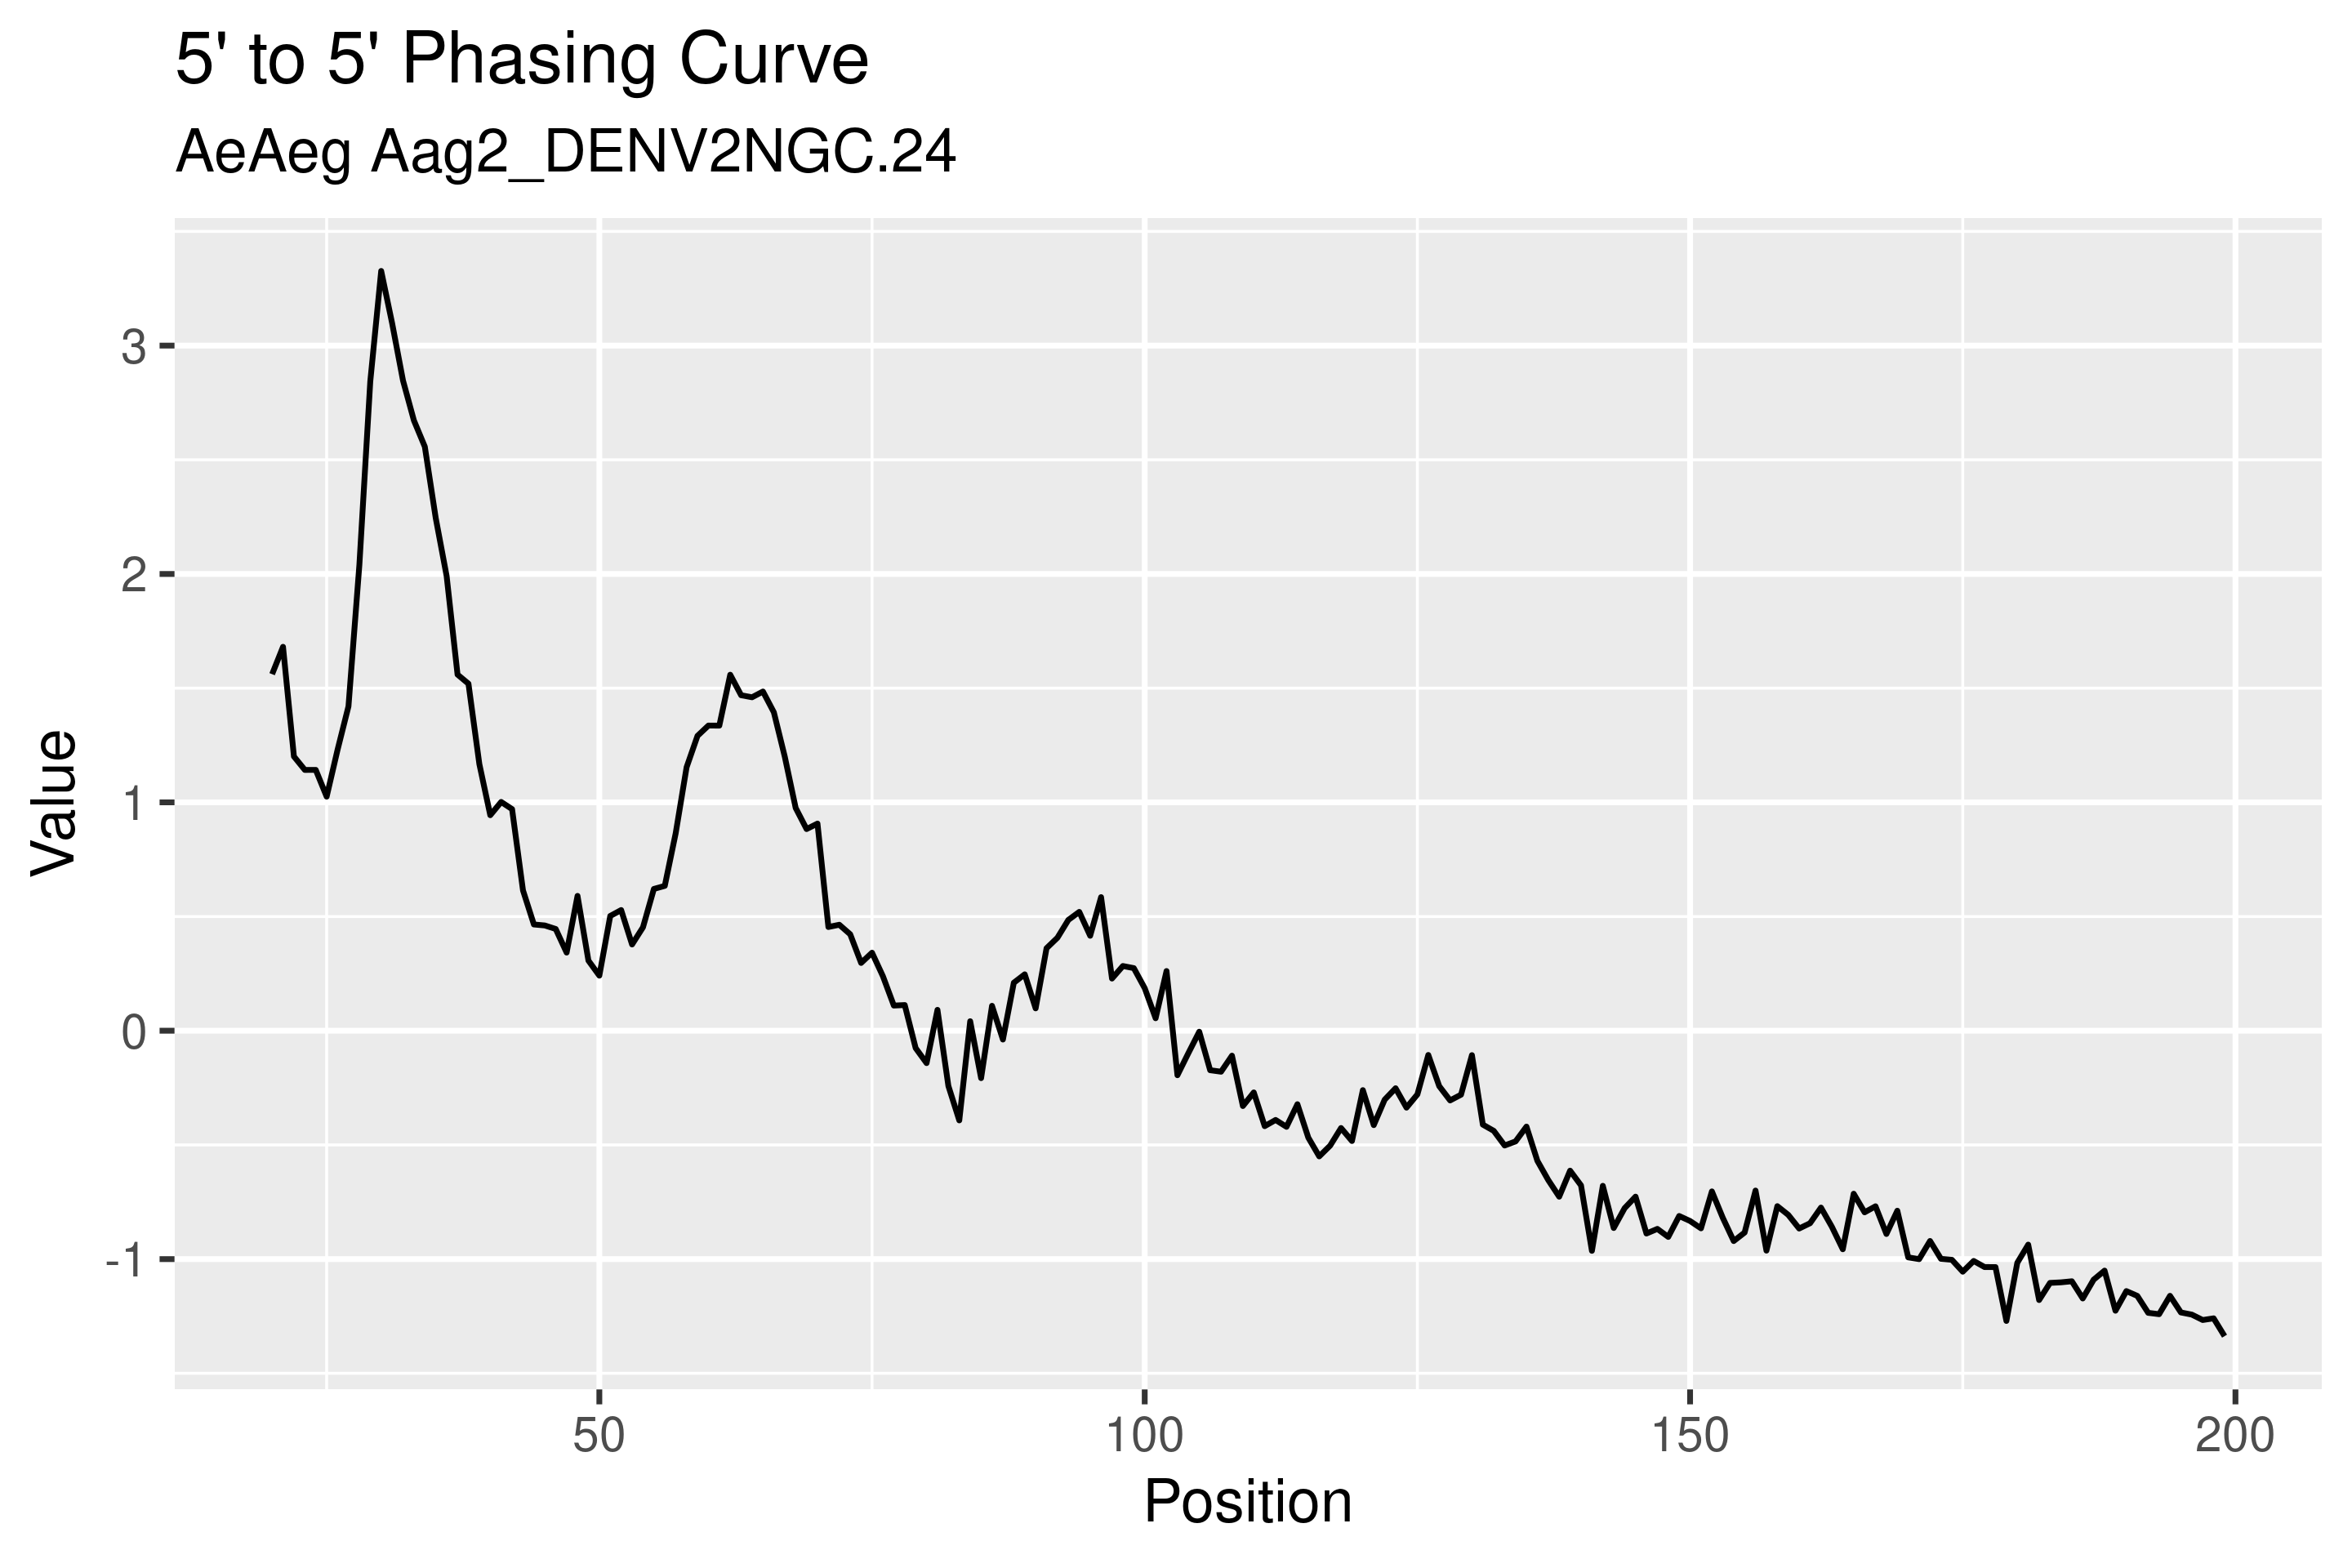 5' to 5' Phasing Curve
AeAeg Aag2_DENV2NGC.24
3
2
1
0
-1
Value
50 100 150 200
Position